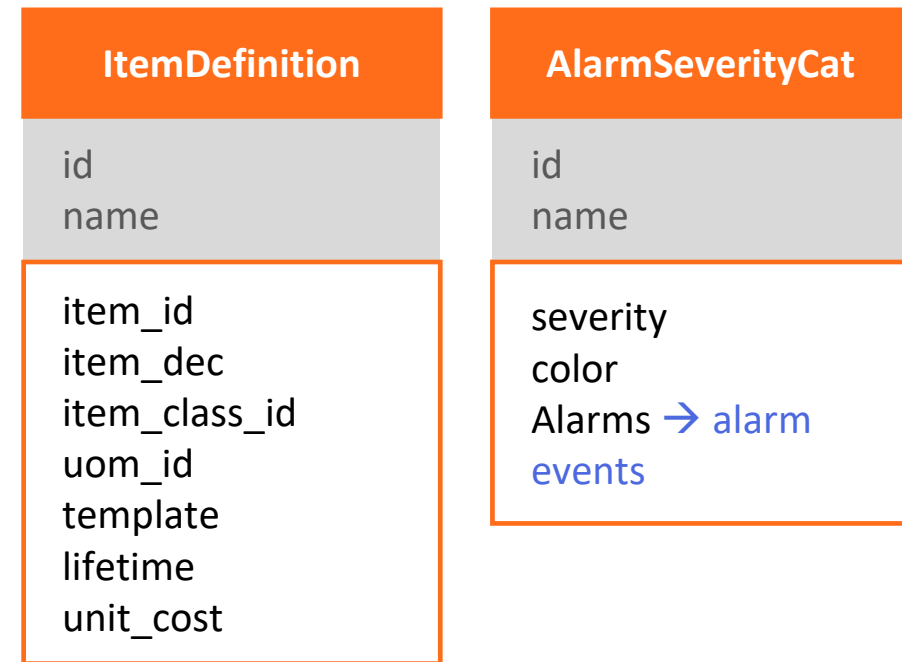 ItemDefinition
id
name
item_id
item_dec
item_class_id
uom_id
template
lifetime
unit_cost
AlarmSeverityCat
id
name
severity
color
Alarms → alarm
events